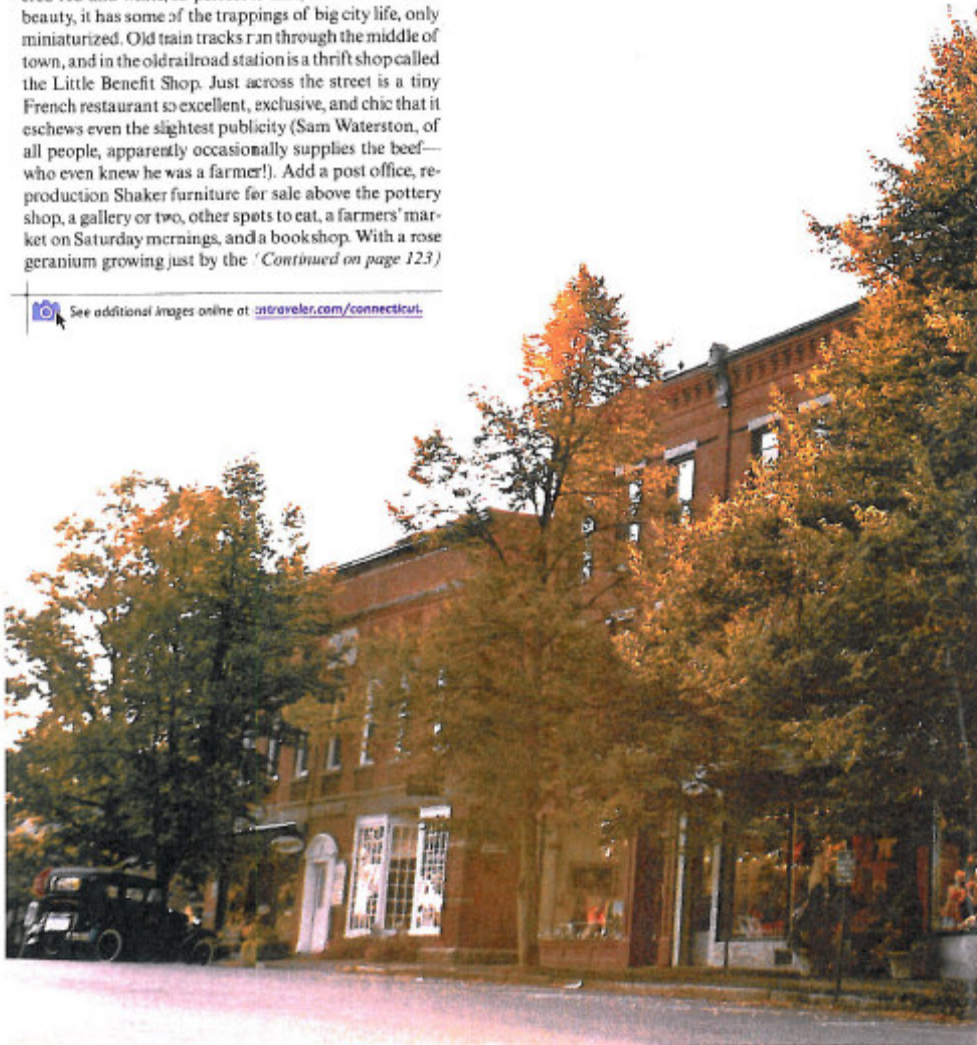 beauty, it has some of the trappings of big city life, only
miniaturized. Old train tracks run through the middle of
town, and in the oldrailroad station is a thrift shop called
the Little Benefit Shop. Just across the street is a tiny
French restaurant so excellent, exclusive, and chic that it
eschews even the slightest publicity (Sam Waterston, of
all people, apparently occasionally supplies the beef—
who even knew he was a farmer!). Add a post office, re-
production Shaker furniture for sale above the pottery
shop, a gallery or two, other spots to eat, a farmers' mar-
ket on Saturday mornings, and a bookshop. With a rose
geranium growing just by the (Continued on page 123)
See additional images online at cntraveler.com/connecticut.